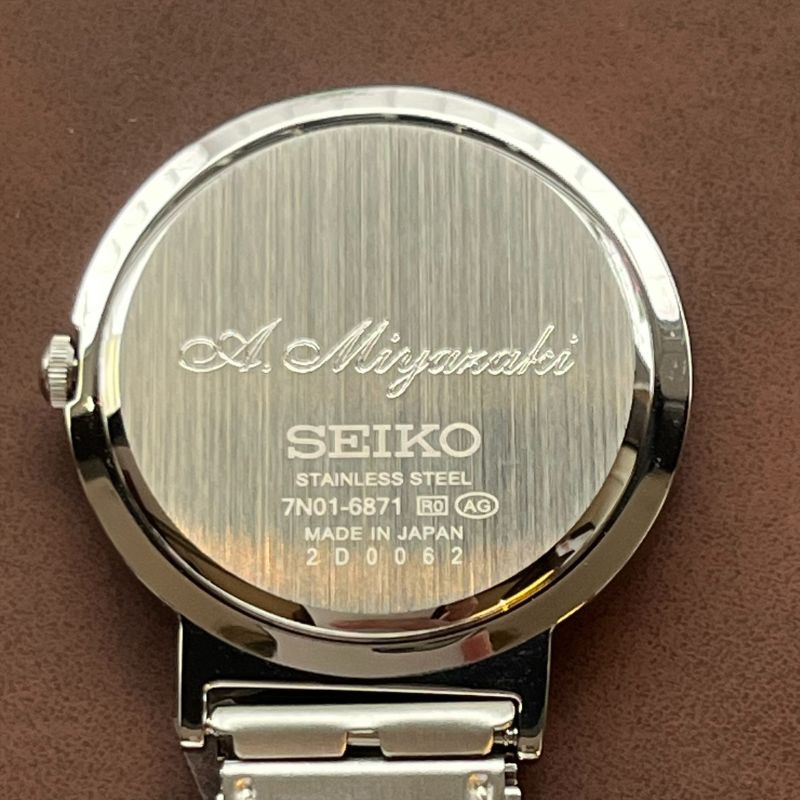 A. Miyazaki
SEIKO
STAINLESS STEEL
7N01-6871 R0 AG
MADE IN JAPAN
2D0062